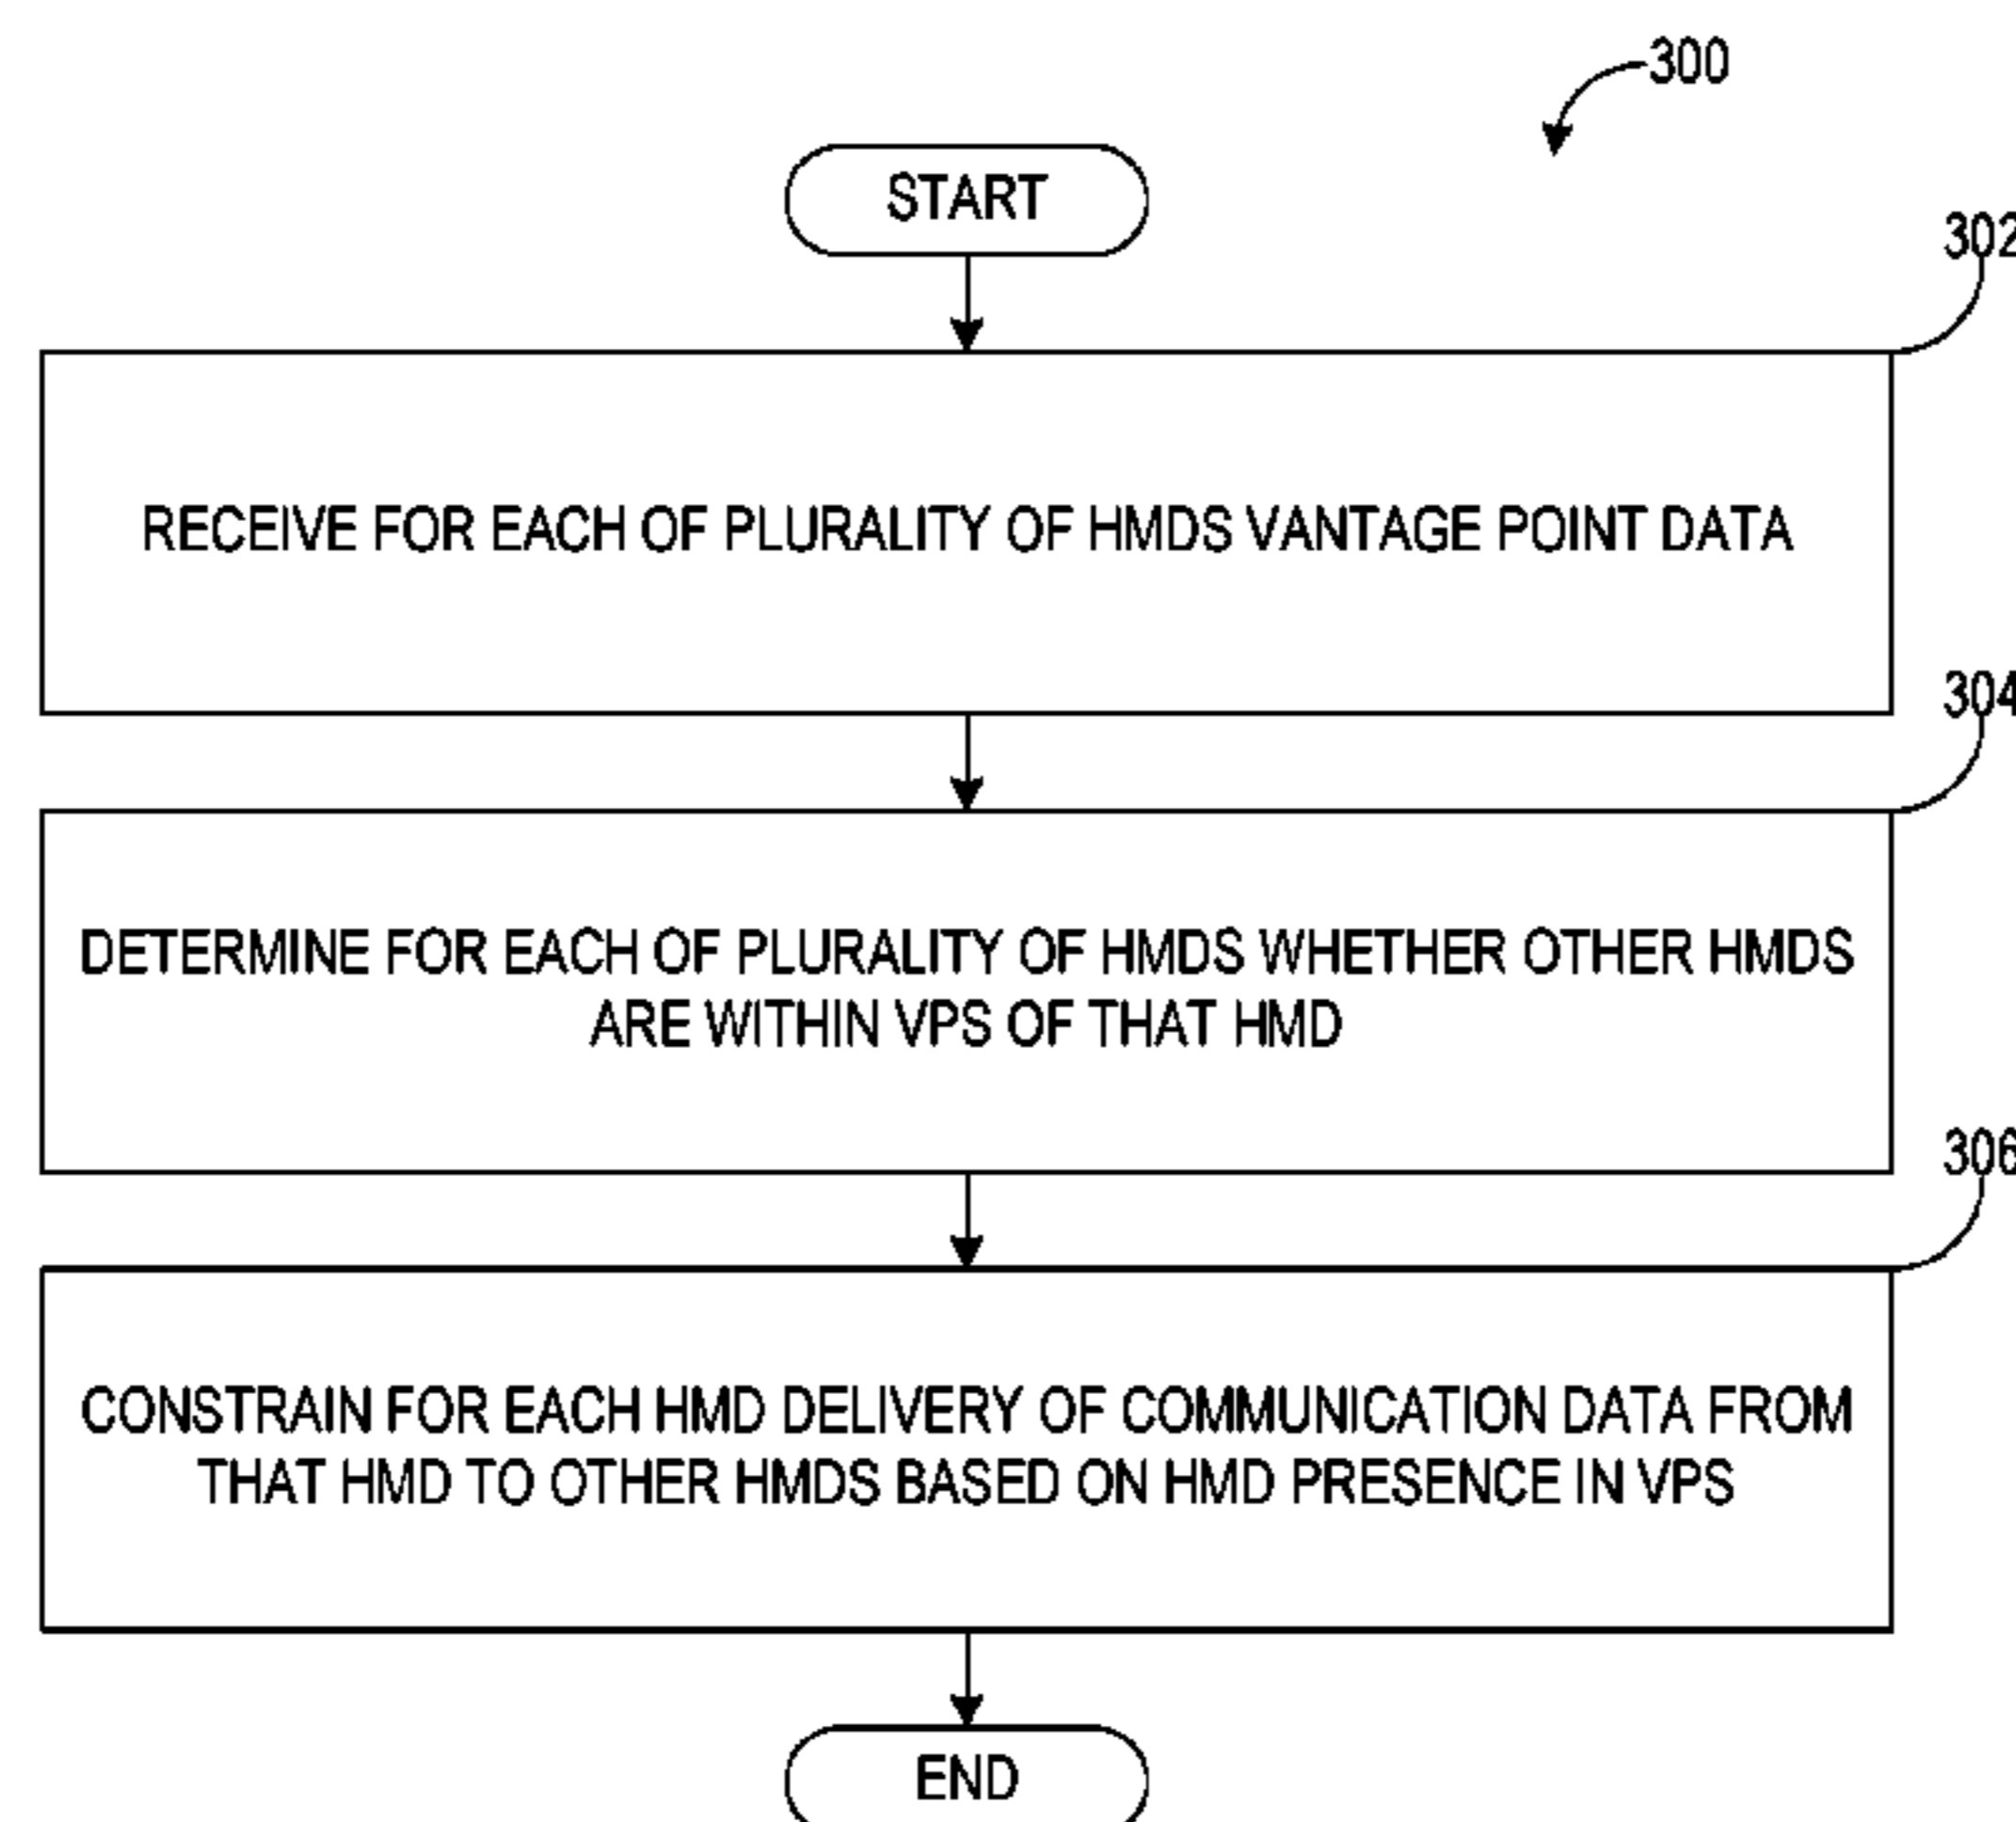 300
START
302
RECEIVE FOR EACH OF PLURALITY OF HMDS VANTAGE POINT DATA
304
DETERMINE FOR EACH OF PLURALITY OF HMDS WHETHER OTHER HMDS
ARE WITHIN VPS OF THAT HMD
306
CONSTRAIN FOR EACH HMD DELIVERY OF COMMUNICATION DATA FROM
THAT HMD TO OTHER HMDS BASED ON HMD PRESENCE IN VPS
END